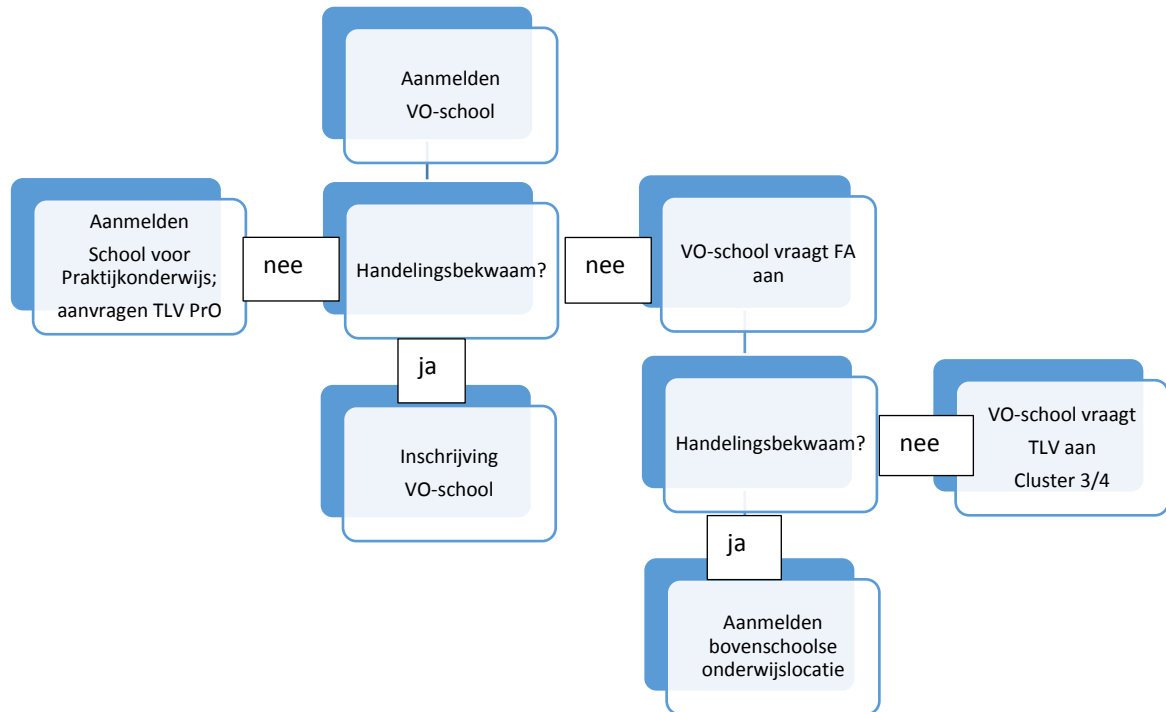 Aanmelden
VO-school
Aanmelden
School voor
Praktijkonderwijs;
aanvragen TLV PrO
nee
Handelingsbekwaam?
nee
VO-school vraagt FA
aan
ja
Inschrijving
VO-school
Handelingsbekwaam?
nee
VO-school vraagt
TLV aan
Cluster 3/4
ja
Aanmelden
bovenschoolse
onderwijslocatie